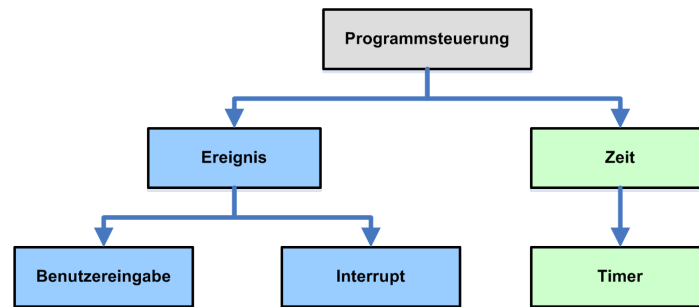 Programmsteuerung
Ereignis
Zeit
Benutzereingabe
Interrupt
Timer